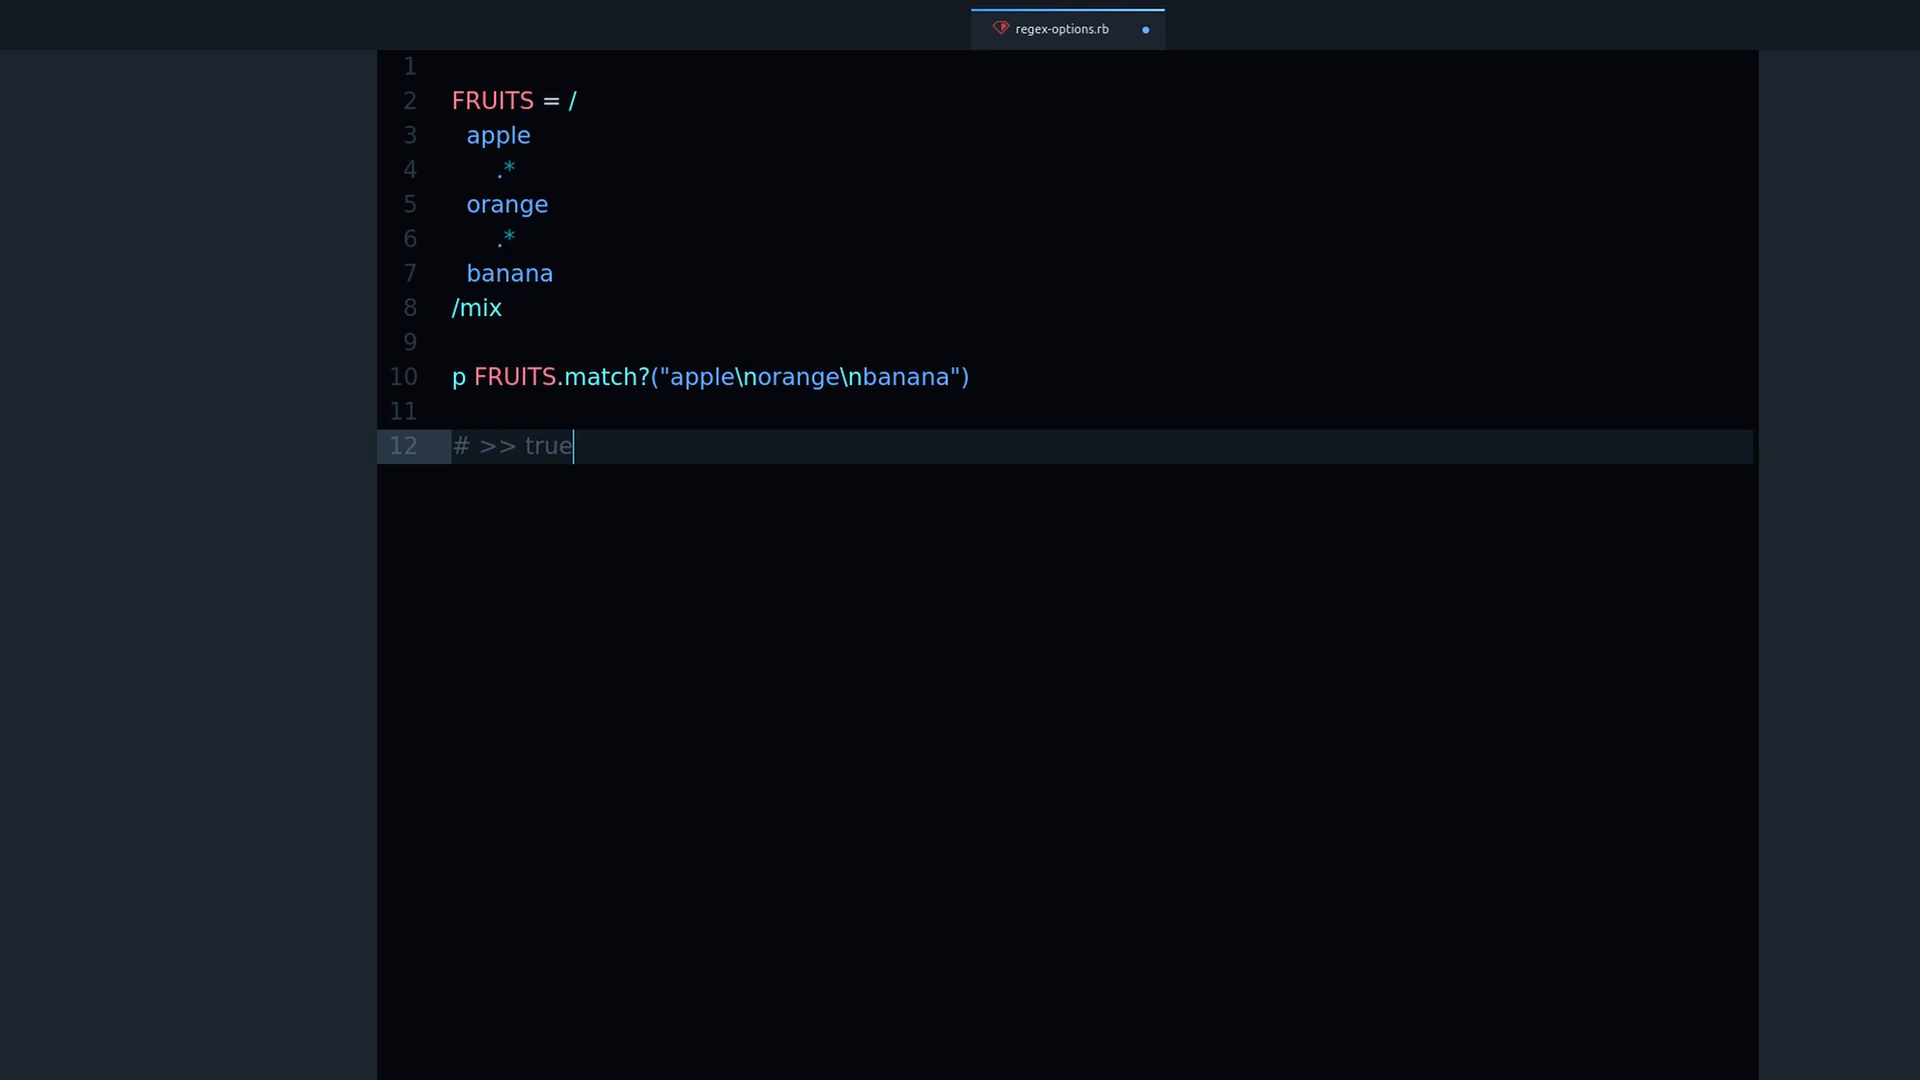 regex-options.rb
1
2 FRUITS = /
3   apple
4     .*
5   orange
6     .*
7   banana
8 /mix
9
10 p FRUITS.match?("apple\norange\nbanana")
11
12 # >> true